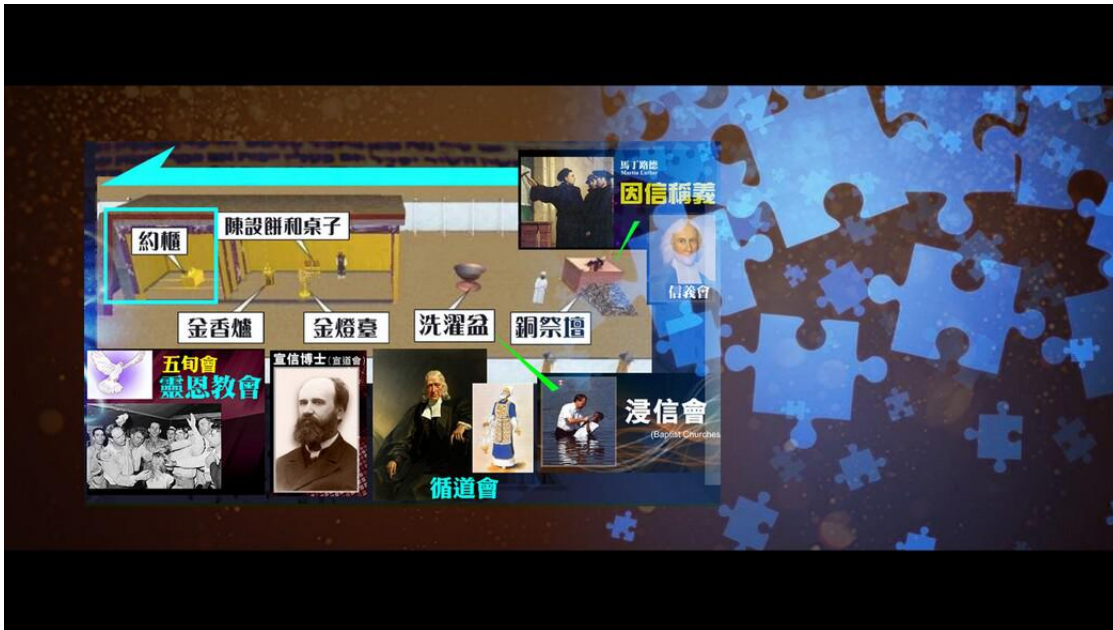 馬丁路德
Martin Luther
因信稱義
陳設餅和桌子
約櫃
信義會
金香爐
金燈臺
洗濯盆
銅祭壇
五旬會
靈恩教會
宣信博士(宣道會)
浸信會
(Baptist Churches
循道會